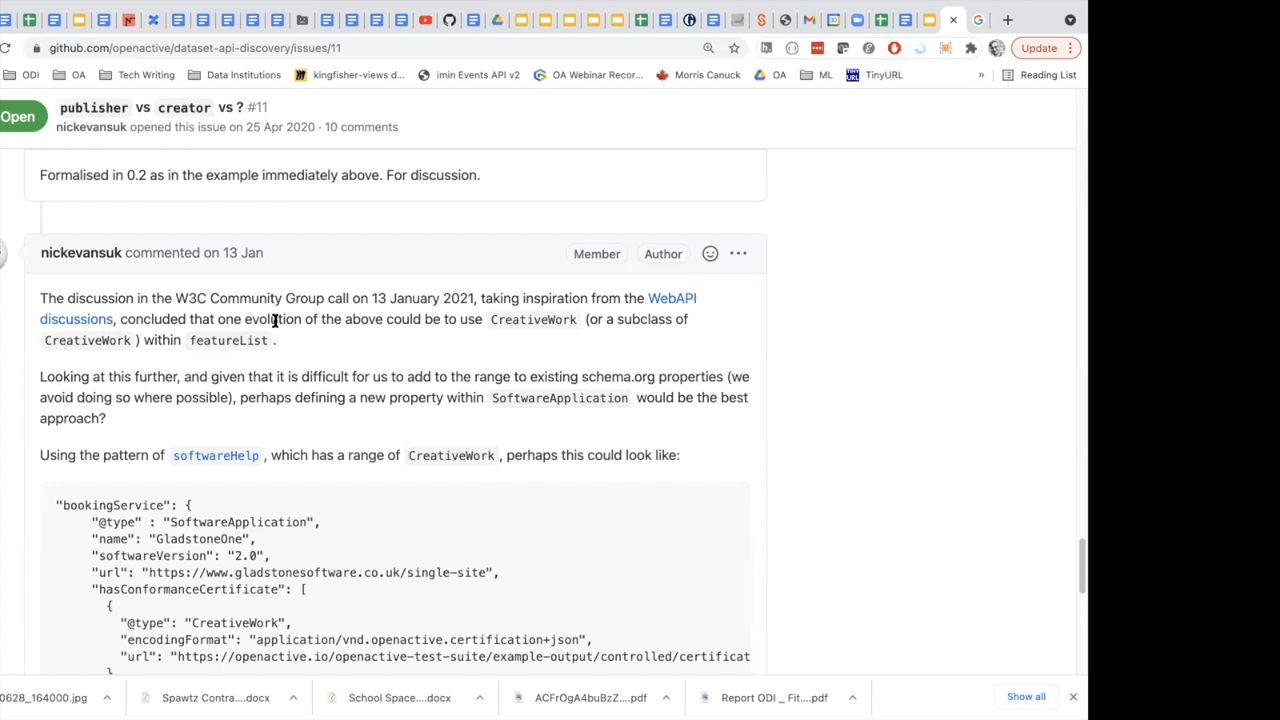 github.com/openactive/dataset-api-discovery/issues/11
Update
ODI
OA
Tech Writing
Data Institutions
kingfisher-views d...
imin Events API v2
OA Webinar Recor...
Morris Canuck
OA
ML
TinyURL
»
Reading List
Open
publisher vs creator vs ? #11
nickevansuk opened this issue on 25 Apr 2020 · 10 comments
Formalised in 0.2 as in the example immediately above. For discussion.
nickevansuk commented on 13 Jan
Member
Author
The discussion in the W3C Community Group call on 13 January 2021, taking inspiration from the WebAPI
discussions, concluded that one evolution of the above could be to use CreativeWork (or a subclass of
CreativeWork ) within featureList .
Looking at this further, and given that it is difficult for us to add to the range to existing schema.org properties (we
avoid doing so where possible), perhaps defining a new property within SoftwareApplication would be the best
approach?
Using the pattern of softwareHelp , which has a range of CreativeWork , perhaps this could look like:
"bookingService": {
"@type" : "SoftwareApplication",
"name": "GladstoneOne",
"softwareVersion": "2.0",
"url": "https://www.gladstonesoftware.co.uk/single-site",
"hasConformanceCertificate": [
{
"@type": "CreativeWork",
"encodingFormat": "application/vnd.openactive.certification+json",
"url": "https://openactive.io/openactive-test-suite/example-output/controlled/certificat
}
0628_164000.jpg
Spawtz Contra....docx
School Space....docx
ACFrOgA4buBzZ....pdf
Report ODI _ Fit....pdf
Show all